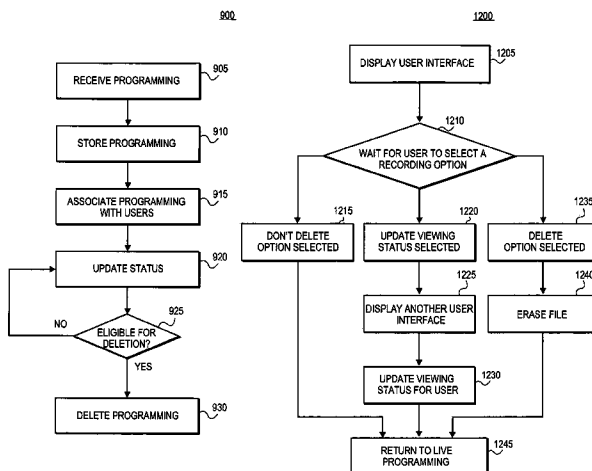 900
RECEIVE PROGRAMMING
905
STORE PROGRAMMING
910
ASSOCIATE PROGRAMMING
WITH USERS
915
UPDATE STATUS
920
NO
ELIGIBLE FOR
DELETION?
925
YES
DELETE PROGRAMMING
930
1200
DISPLAY USER INTERFACE
1205
1210
WAIT FOR USER TO SELECT A
RECORDING OPTION
1215
DON'T DELETE
OPTION SELECTED
1220
UPDATE VIEWING
STATUS SELECTED
1235
DELETE
OPTION SELECTED
1225
DISPLAY ANOTHER USER
INTERFACE
1240
ERASE FILE
UPDATE VIEWING
STATUS FOR USER
1230
RETURN TO LIVE
PROGRAMMING
1245